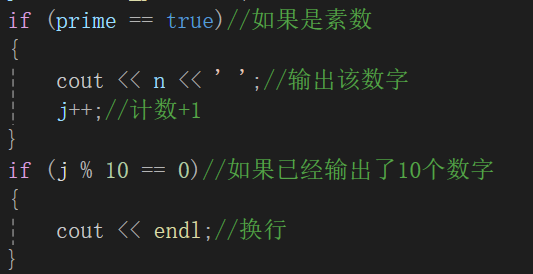 if (prime == true)//如果是素数
{
cout << n << ' ';//输出该数字
j++;//计数+1
}
if (j % 10 == 0)//如果已经输出了10个数字
{
cout << endl;//换行
}